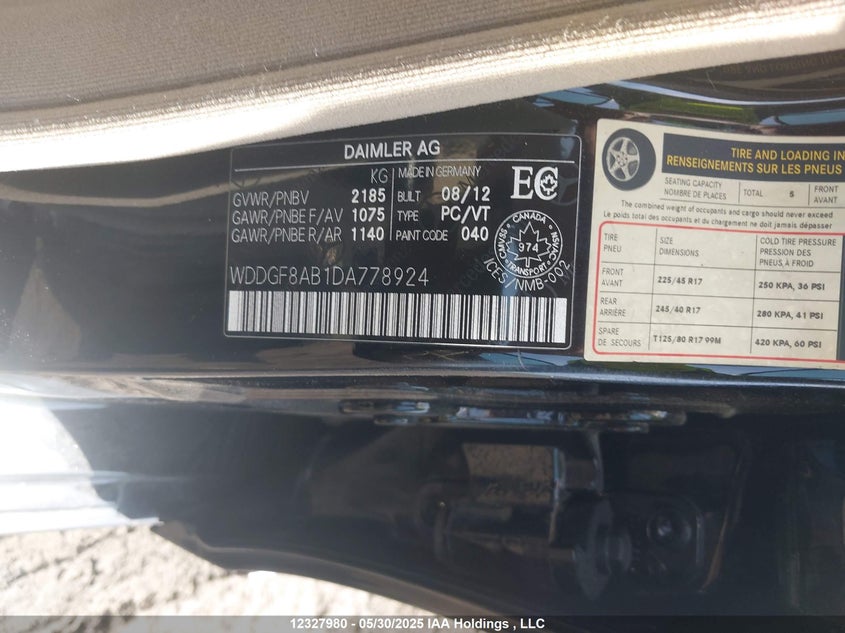 DAIMLER AG
KG MADE IN GERMANY
GVWR/PNBV 2185 BUILT 08/12 EC
GAWR/PNBE F/AV 1075 TYPE PC/VT
GAWR/PNBE R/AR 1140 PAINT CODE 040
CANADA
974
TRANSPORT
CMVSS
NSVAC
ICES/NMB-002
WDDGF8AB1DA778924
TIRE AND LOADING IN
RENSEIGNEMENTS SUR LES PNEUS
SEATING CAPACITY
NOMBRE DE PLACES
TOTAL 5
FRONT
AVANT
The combined weight of occupants and cargo should never exceed
Le poids total des occupants et du chargement ne doit jamais dépasser
TIRE
PNEU
SIZE
DIMENSIONS
COLD TIRE PRESSURE
PRESSION DES
PNEUS À FROID
FRONT
AVANT
225/45 R17
250 KPA, 36 PSI
REAR
ARRIÈRE
245/40 R17
280 KPA, 41 PSI
SPARE
DE SECOURS
T125/80 R17 99M
420 KPA, 60 PSI
12327980 - 05/30/2025 IAA Holdings , LLC